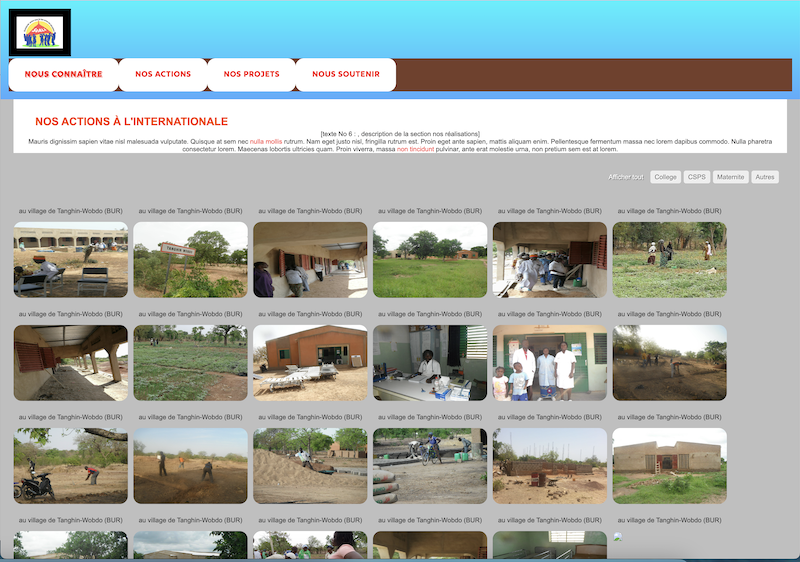 NOUS CONNAÎTRE NOS ACTIONS NOS PROJETS NOUS SOUTENIR
NOS ACTIONS À L'INTERNATIONALE
[texte No 6 : , description de la section nos réalisations]
Mauris dignissim sapien vitae nisl malesuada vulputate. Quisque at sem nec nulla mollis rutrum. Nam eget justo nisl, fringilla rutrum est. Proin eget ante sapien, mattis aliquam enim. Pellentesque fermentum massa nec lorem dapibus commodo. Nulla pharetra
consectetur lorem. Maecenas lobortis ultricies quam. Proin viverra, massa non tincidunt pulvinar, ante erat molestie urna, non pretium sem est at lorem.
Afficher tout College CSPS Maternite Autres
au village de Tanghin-Wobdo (BUR) au village de Tanghin-Wobdo (BUR) au village de Tanghin-Wobdo (BUR) au village de Tanghin-Wobdo (BUR) au village de Tanghin-Wobdo (BUR) au village de Tanghin-Wobdo (BUR)
au village de Tanghin-Wobdo (BUR) au village de Tanghin-Wobdo (BUR) au village de Tanghin-Wobdo (BUR) au village de Tanghin-Wobdo (BUR) au village de Tanghin-Wobdo (BUR) au village de Tanghin-Wobdo (BUR)
au village de Tanghin-Wobdo (BUR) au village de Tanghin-Wobdo (BUR) au village de Tanghin-Wobdo (BUR) au village de Tanghin-Wobdo (BUR) au village de Tanghin-Wobdo (BUR) au village de Tanghin-Wobdo (BUR)
au village de Tanghin-Wobdo (BUR) au village de Tanghin-Wobdo (BUR) au village de Tanghin-Wobdo (BUR) au village de Tanghin-Wobdo (BUR) au village de Tanghin-Wobdo (BUR) au village de Tanghin-Wobdo (BUR)